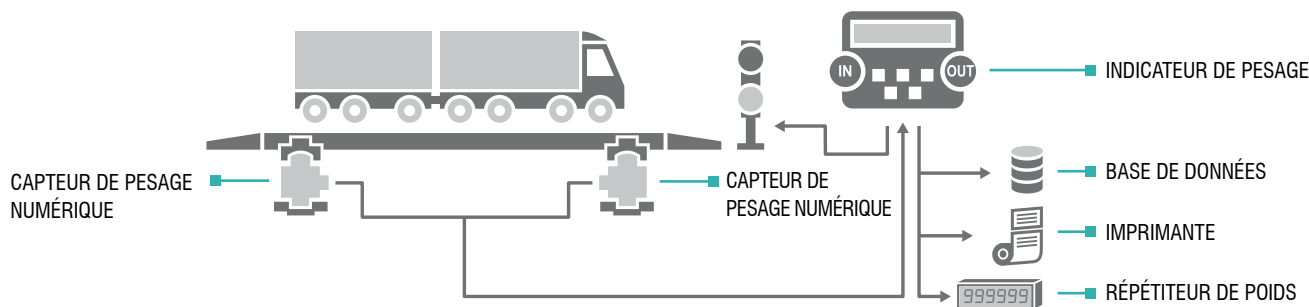 IN
OUT
INDICATEUR DE PESAGE
CAPTEUR DE PESAGE
NUMÉRIQUE
CAPTEUR DE
PESAGE NUMÉRIQUE
BASE DE DONNÉES
IMPRIMANTE
999999
RÉPÉTITEUR DE POIDS